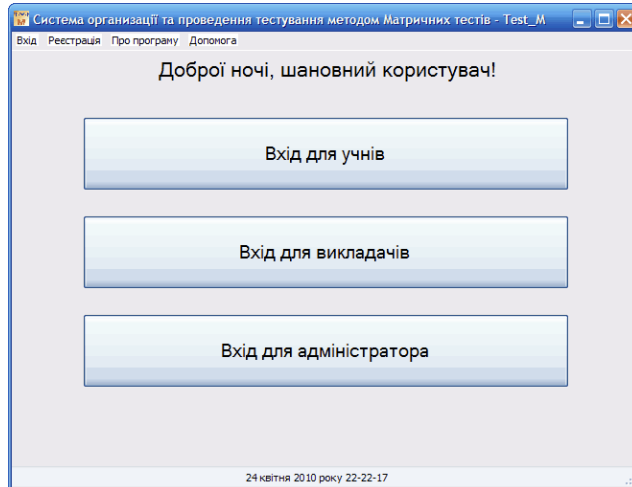 Система организації та проведення тестування методом Матричних тестів - Test_M
Вхід Реєстрація Про програму Допомога
Доброї ночі, шановний користувач!
Вхід для учнів
Вхід для викладачів
Вхід для адміністратора
24 квітня 2010 року 22-22-17